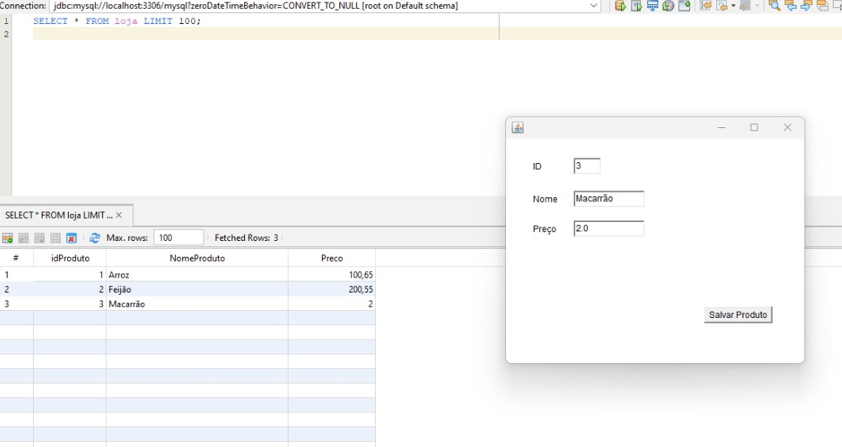 Connection: jdbc:mysql://localhost:3306/mysql?zeroDateTimeBehavior=CONVERT_TO_NULL [root on Default schema]
1 SELECT * FROM loja LIMIT 100;
2
ID 3
Nome Macarrão
Preço 2.0
Salvar Produto
SELECT * FROM loja LIMIT ... ×
Max. rows: 100 Fetched Rows: 3
# idProduto NomeProduto Preco
1 1 Arroz 100,65
2 2 Feijão 200,55
3 3 Macarrão 2